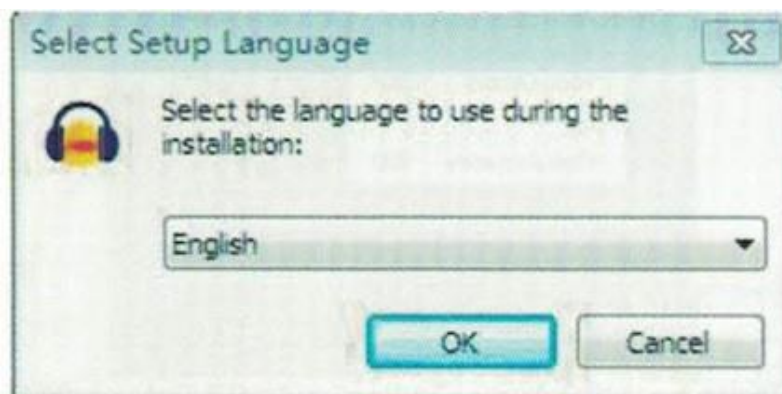 Select Setup Language
Select the language to use during the
installation:
English
OK
Cancel